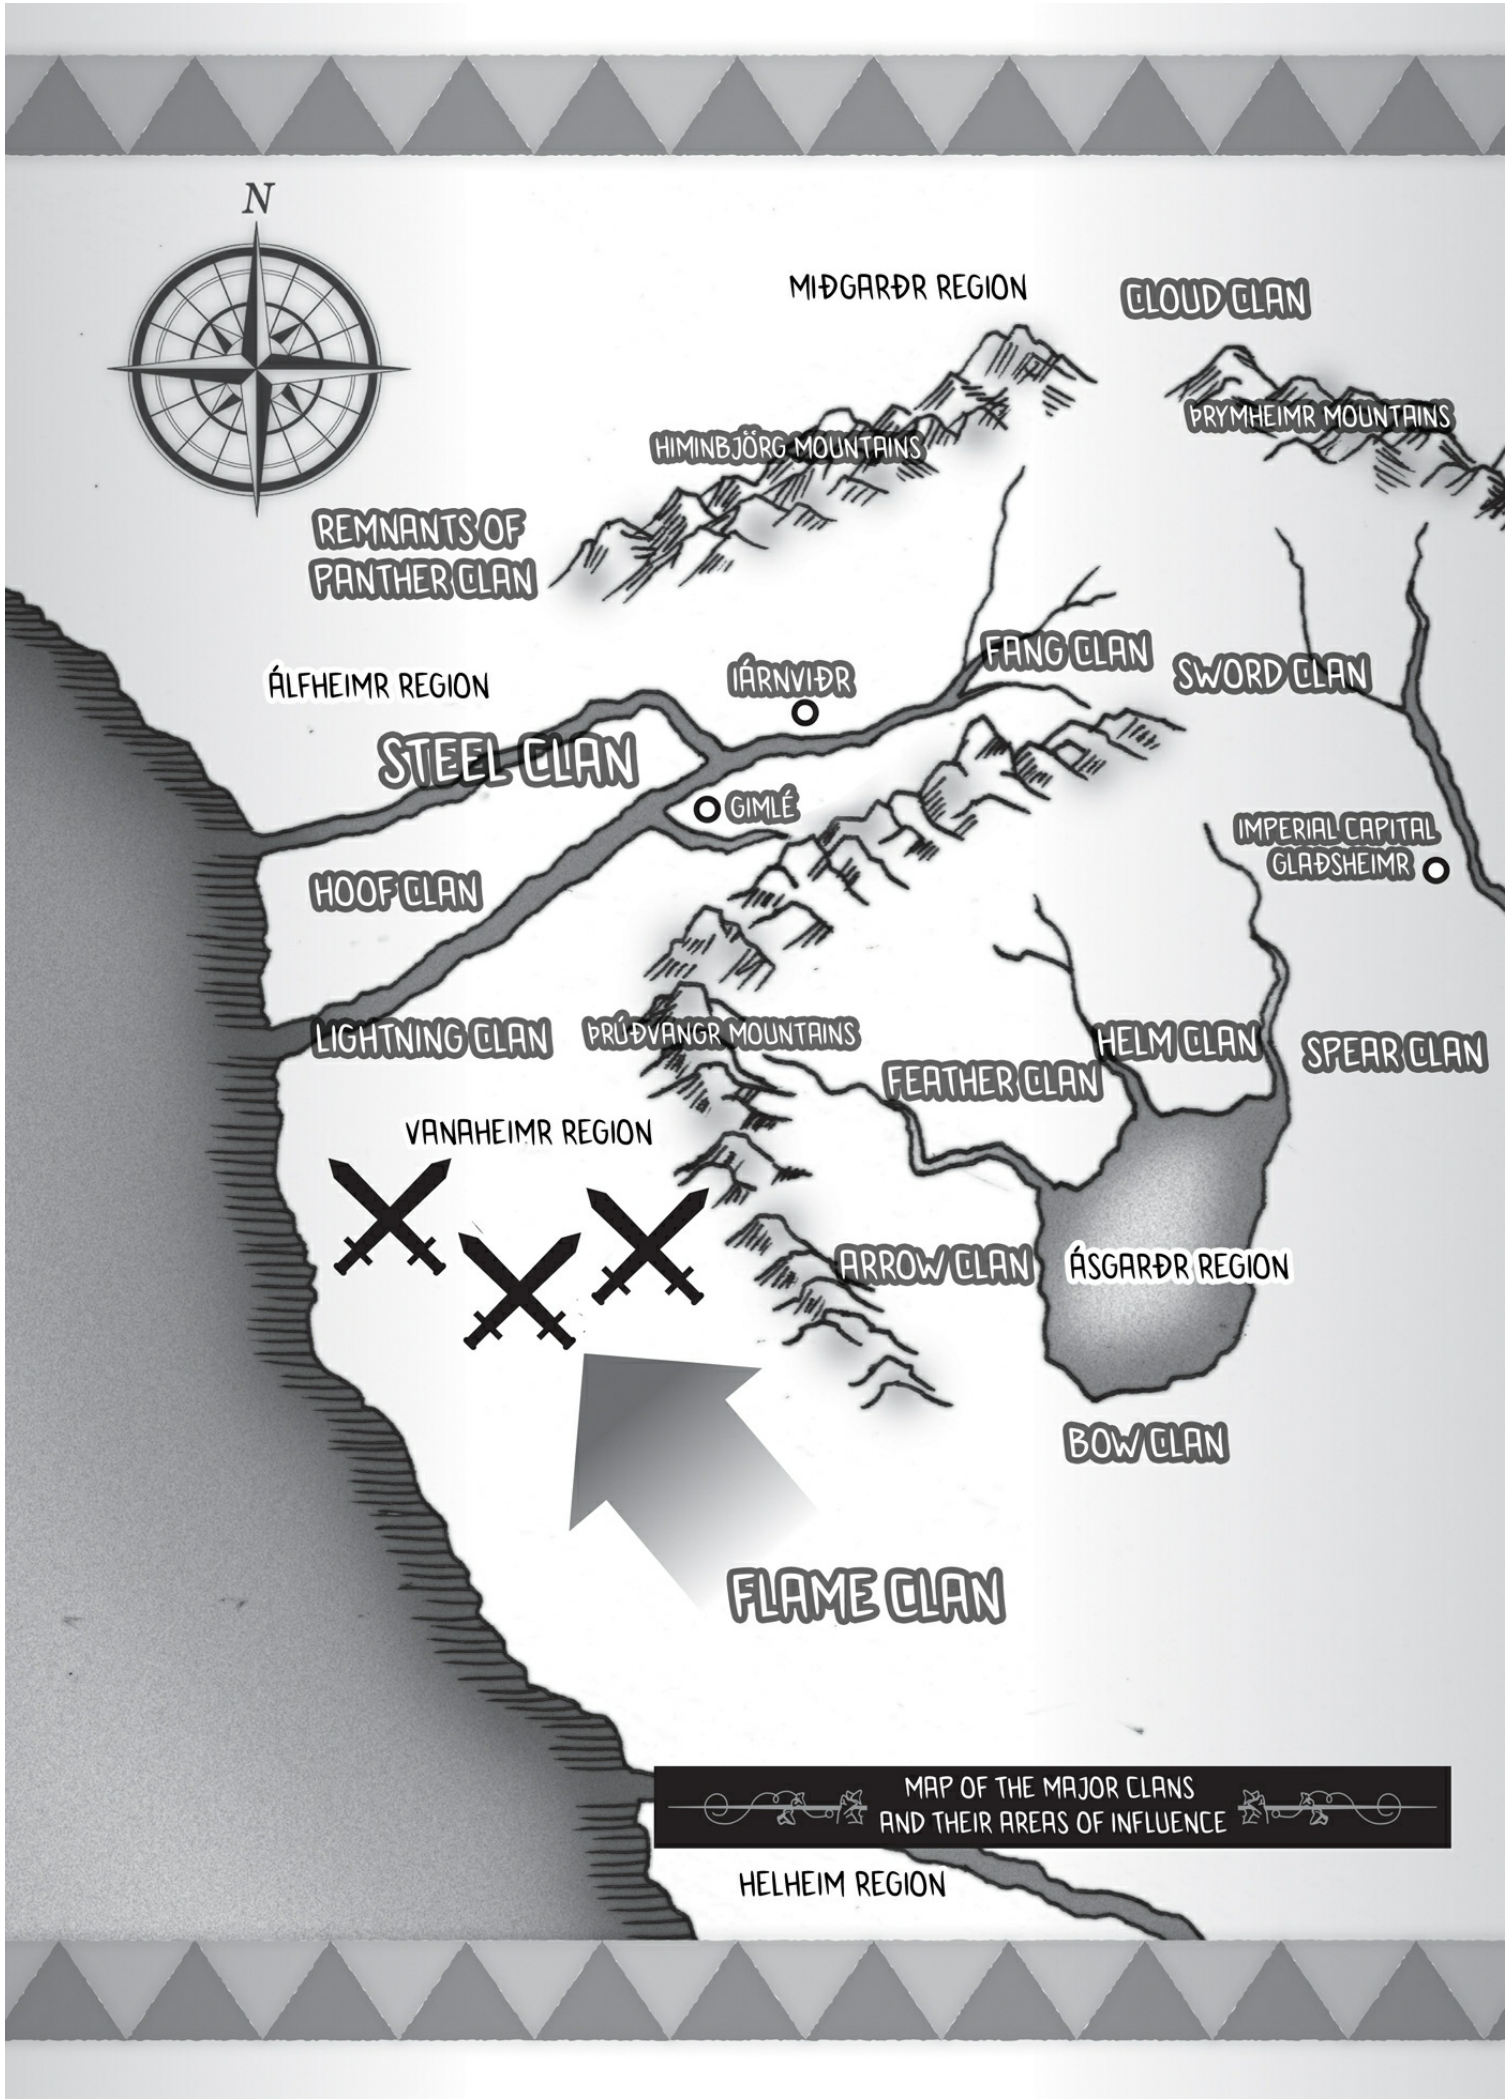 N
MIÐGARÐR REGION
CLOUD CLAN
ÞRYMHEIMR MOUNTAINS
HIMINBJÖRG MOUNTAINS
REMNANTS OF
PANTHER CLAN
FANG CLAN
SWORD CLAN
IÁRNVIÐR
ÁLFHEIMR REGION
STEEL CLAN
GIMLÉ
IMPERIAL CAPITAL
GLAÐSHEIMR
HOOF CLAN
LIGHTNING CLAN
ÞRÚÐVANGR MOUNTAINS
HELM CLAN
SPEAR CLAN
FEATHER CLAN
VANAHEIMR REGION
ARROW CLAN
ÁSGARÐR REGION
BOW CLAN
FLAME CLAN
MAP OF THE MAJOR CLANS
AND THEIR AREAS OF INFLUENCE
HELHEIM REGION